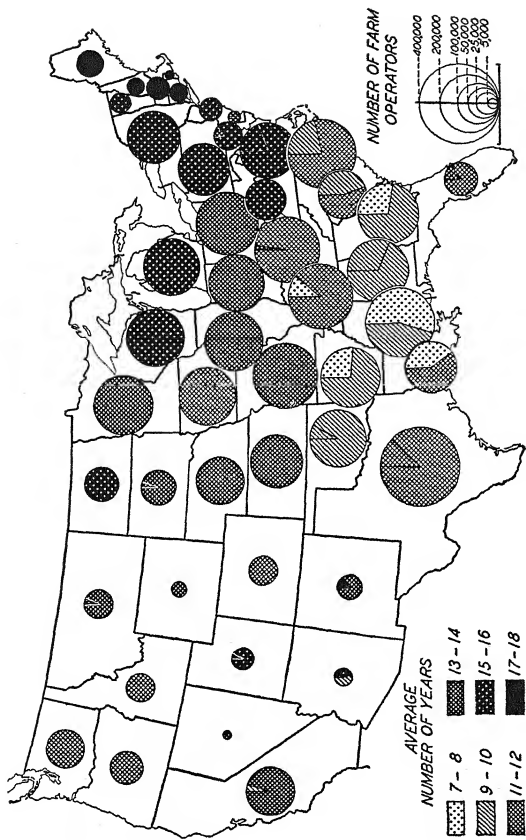 NUMBER OF FARM
OPERATORS
400,000
200,000
100,000
50,000
25,000
5,000
AVERAGE
NUMBER OF YEARS
7 - 8
9 - 10
11 - 12
13 - 14
15 - 16
17 - 18